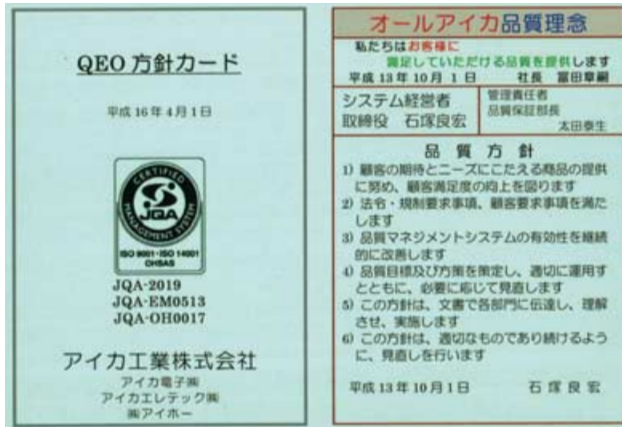 QEO 方針カード
平成 16 年 4 月 1 日
CERTIFIED
JQA
MANAGEMENT SYSTEM
ISO 9001・ISO 14001
OHSAS
JQA-2019
JQA-EM0513
JQA-OH0017
アイカ工業株式会社
アイカ電子㈱
アイカエレテック㈱
㈱アイホー
オールアイカ品質理念
私たちはお客様に
満足していただける品質を提供します
平成 13 年 10 月 1 日 社長 冨田章嗣
システム経営者
取締役 石塚良宏
管理責任者
品質保証部長
太田泰生
品質方針
1) 顧客の期待とニーズにこたえる商品の提供
に努め、顧客満足度の向上を図ります
2) 法令・規制要求事項、顧客要求事項を満た
します
3) 品質マネジメントシステムの有効性を継続
的に改善します
4) 品質目標及び方策を策定し、適切に運用す
るとともに、必要に応じて見直します
5) この方針は、文書で各部門に伝達し、理解
させ、実施します
6) この方針は、適切なものであり続けるよう
に、見直しを行います
平成 13 年 10 月 1 日 石塚良宏